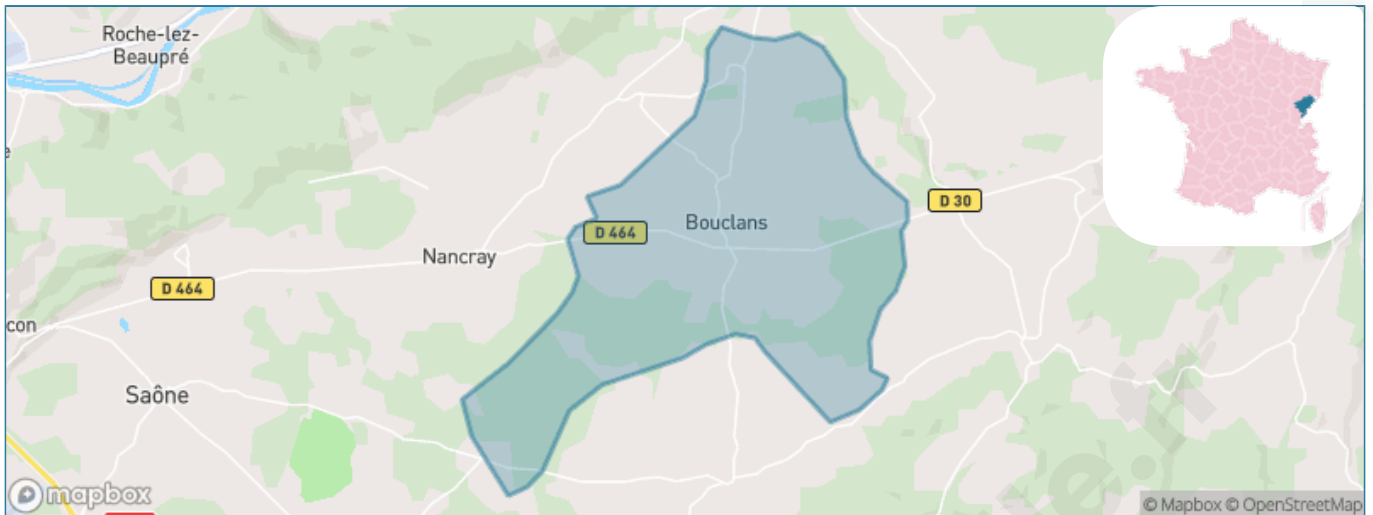 Roche-lez-
Beaupré
D 30
Bouclans
D 464
Nancray
D 464
con
Saône
mapbox
© Mapbox © OpenStreetMap